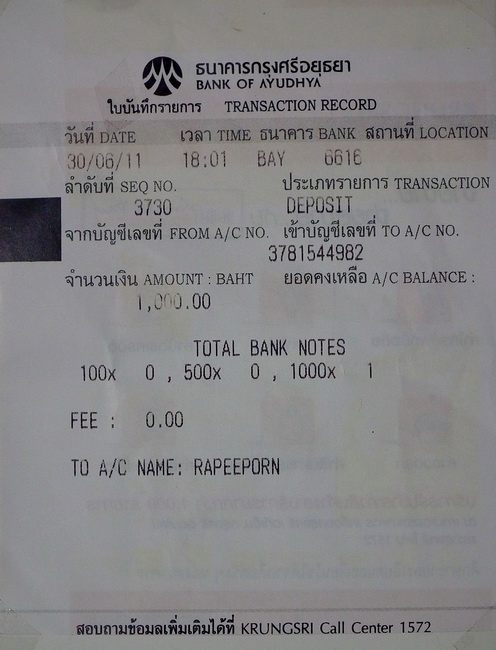 ธนาคารกรุงศรีอยุธยา
BANK OF AYUDHYA
ใบบันทึกรายการ TRANSACTION RECORD
วันที่ DATE เวลา TIME ธนาคาร BANK สถานที่ LOCATION
30/06/11 18:01 BAY 6616
ลำดับที่ SEQ NO. ประเภทรายการ TRANSACTION
3730 DEPOSIT
จากบัญชีเลขที่ FROM A/C NO. เข้าบัญชีเลขที่ TO A/C NO.
3781544982
จำนวนเงิน AMOUNT : BAHT ยอดคงเหลือ A/C BALANCE :
1,000.00
TOTAL BANK NOTES
100x 0 , 500x 0 , 1000x 1
FEE : 0.00
TO A/C NAME: RAPEEPORN
สอบถามข้อมูลเพิ่มเติมได้ที่ KRUNGSRI Call Center 1572